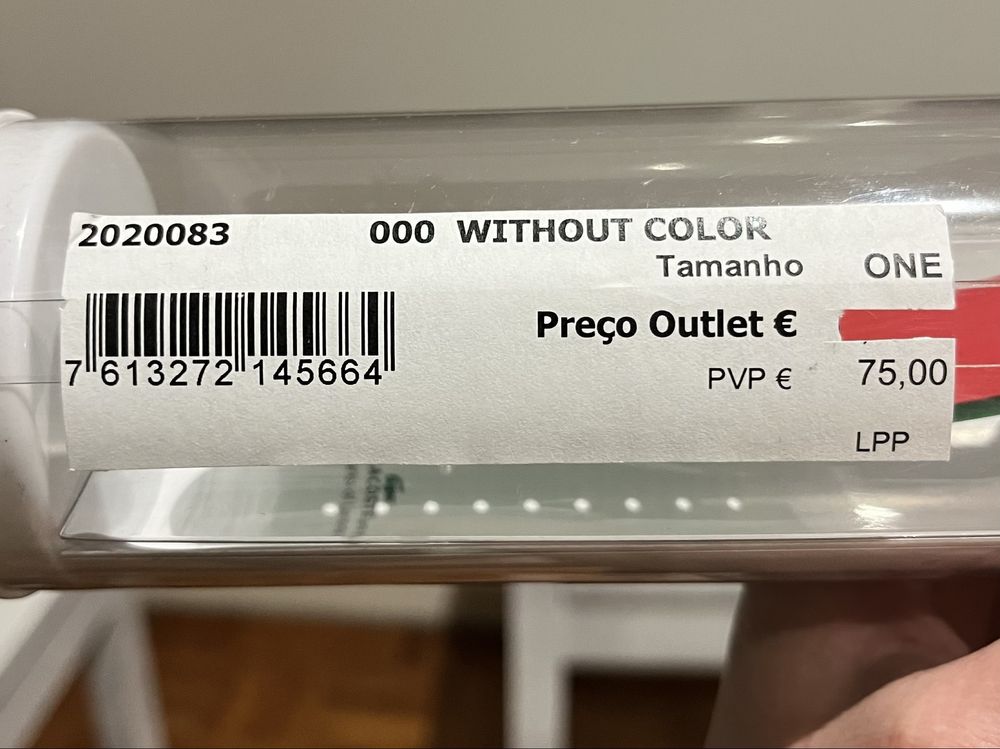 2020083 000 WITHOUT COLOR
Tamanho ONE
Preço Outlet €
7 613272 145664
PVP € 75,00
LPP